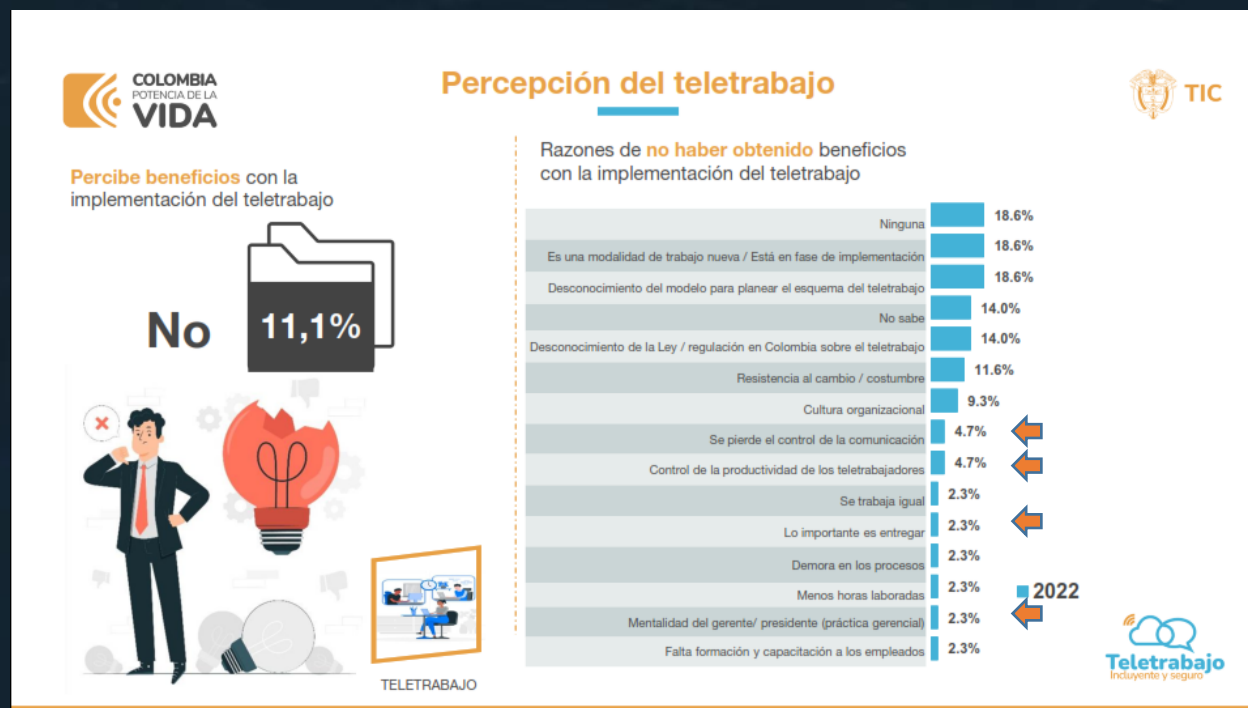 COLOMBIA
POTENCIA DE LA
VIDA
Percepción del teletrabajo
TIC
Percibe beneficios con la
implementación del teletrabajo
No
11,1%
TELETRABAJO
Razones de no haber obtenido beneficios
con la implementación del teletrabajo
Ninguna 18.6%
Es una modalidad de trabajo nueva / Está en fase de implementación 18.6%
Desconocimiento del modelo para planear el esquema del teletrabajo 18.6%
No sabe 14.0%
Desconocimiento de la Ley / regulación en Colombia sobre el teletrabajo 14.0%
Resistencia al cambio / costumbre 11.6%
Cultura organizacional 9.3%
Se pierde el control de la comunicación 4.7%
Control de la productividad de los teletrabajadores 4.7%
Se trabaja igual 2.3%
Lo importante es entregar 2.3%
Demora en los procesos 2.3%
Menos horas laboradas 2.3%
Mentalidad del gerente/ presidente (práctica gerencial) 2.3%
Falta formación y capacitación a los empleados 2.3%
2022
Teletrabajo
Incluyente y seguro